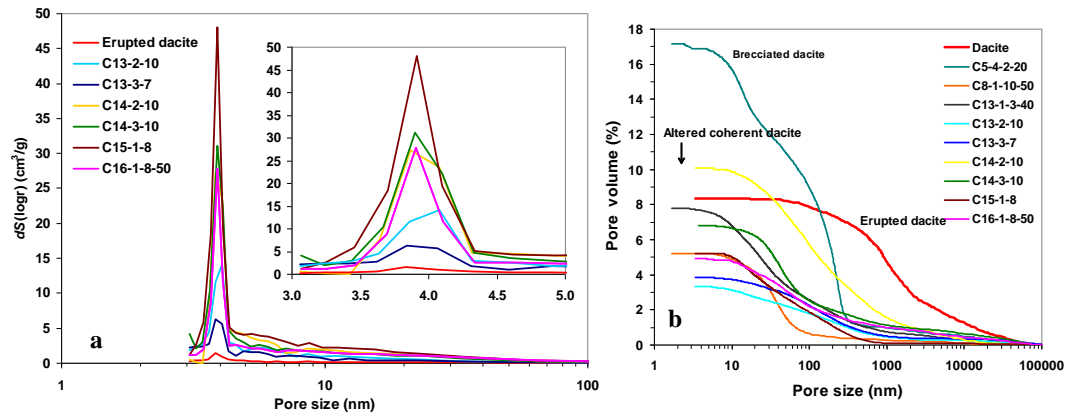 50
45
40
35
30
25
20
15
10
5
0
dS(logr) (cm³/g)
Erupted dacite
C13-2-10
C13-3-7
C14-2-10
C14-3-10
C15-1-8
C16-1-8-50
50
45
40
35
30
25
20
15
10
5
0
3.0 3.5 4.0 4.5 5.0
a
1 10 100
Pore size (nm)
18
16
14
12
10
8
6
4
2
0
Pore volume (%)
Brecciated dacite
Altered coherent dacite
Erupted dacite
Dacite
C5-4-2-20
C8-1-10-50
C13-1-3-40
C13-2-10
C13-3-7
C14-2-10
C14-3-10
C15-1-8
C16-1-8-50
b
1 10 100 1000 10000 100000
Pore size (nm)